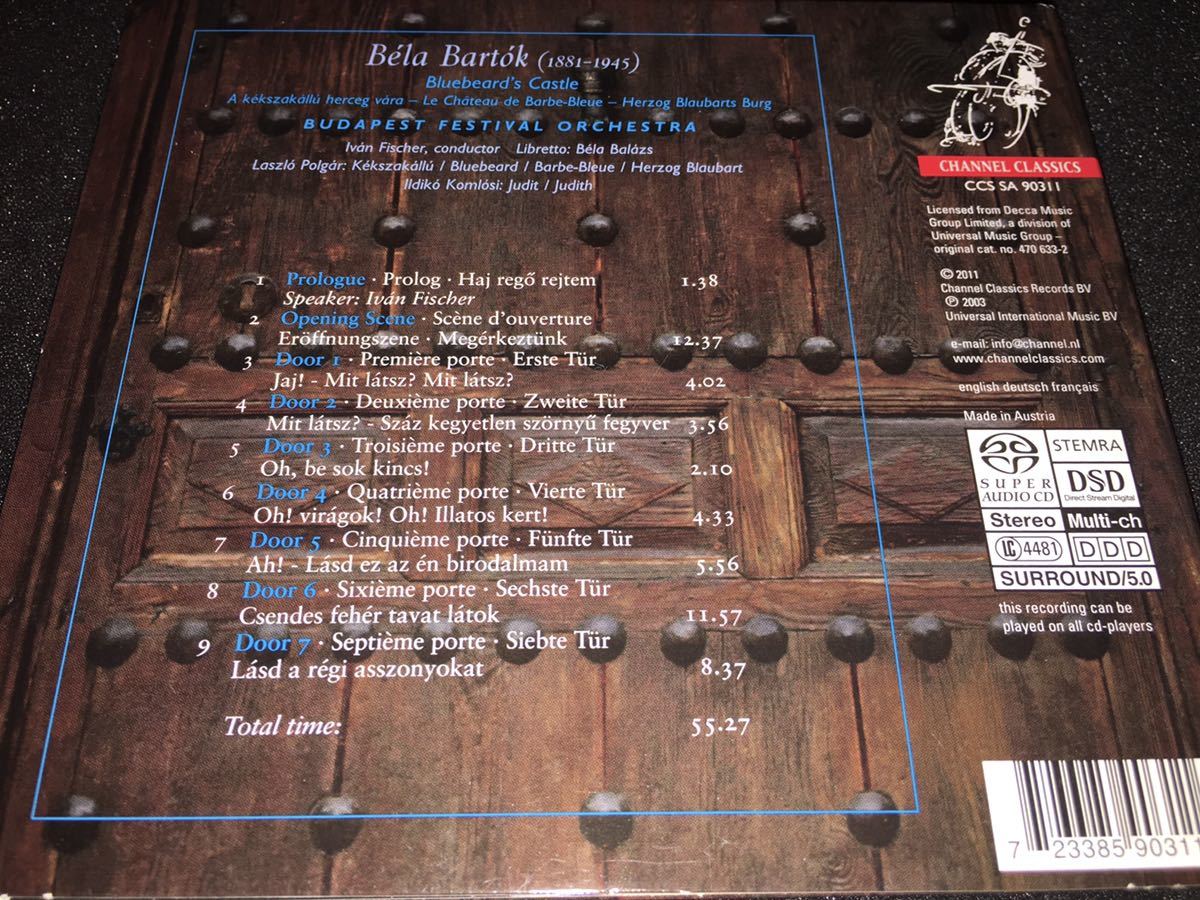 Béla Bartók (1881–1945)
Bluebeard's Castle
A kékszakállú herceg vára – Le Château de Barbe-Bleue – Herzog Blaubarts Burg
BUDAPEST FESTIVAL ORCHESTRA
Iván Fischer, conductor Libretto: Béla Balázs
Laszló Polgár: Kékszakállú / Bluebeard / Barbe-Bleue / Herzog Blaubart
Ildikó Komlósi: Judit / Judith
1 Prologue · Prolog · Haj regő rejtem 1.38
Speaker: Iván Fischer
2 Opening Scene · Scène d'ouverture
Eröffnungszene · Megérkeztünk 12.37
3 Door 1 · Première porte · Erste Tür
Jaj! - Mit látsz? Mit látsz? 4.02
4 Door 2 · Deuxième porte · Zweite Tür
Mit látsz? - Száz kegyetlen szörnyű fegyver 3.56
5 Door 3 · Troisième porte · Dritte Tür
Oh, be sok kincs! 2.10
6 Door 4 · Quatrième porte · Vierte Tür
Oh! virágok! Oh! Illatos kert! 4.33
7 Door 5 · Cinquième porte · Fünfte Tür
Ah! - Lásd ez az én birodalmam 5.56
8 Door 6 · Sixième porte · Sechste Tür
Csendes fehér tavat látok 11.57
9 Door 7 · Septième porte · Siebte Tür
Lásd a régi asszonyokat 8.37
Total time: 55.27
C
CHANNEL CLASSICS
CCS SA 90311
Licensed from Decca Music
Group Limited, a division of
Universal Music Group –
original cat. no. 470 633-2
© 2011
Channel Classics Records BV
℗ 2003
Universal International Music BV
e-mail: info@channel.nl
www.channelclassics.com
english deutsch français
Made in Austria
SUPER AUDIO CD
STEMRA
DSD
Direct Stream Digital
Stereo Multi-ch
LC 4481 DDD
SURROUND/5.0
this recording can be
played on all cd-players
7 23385 90311